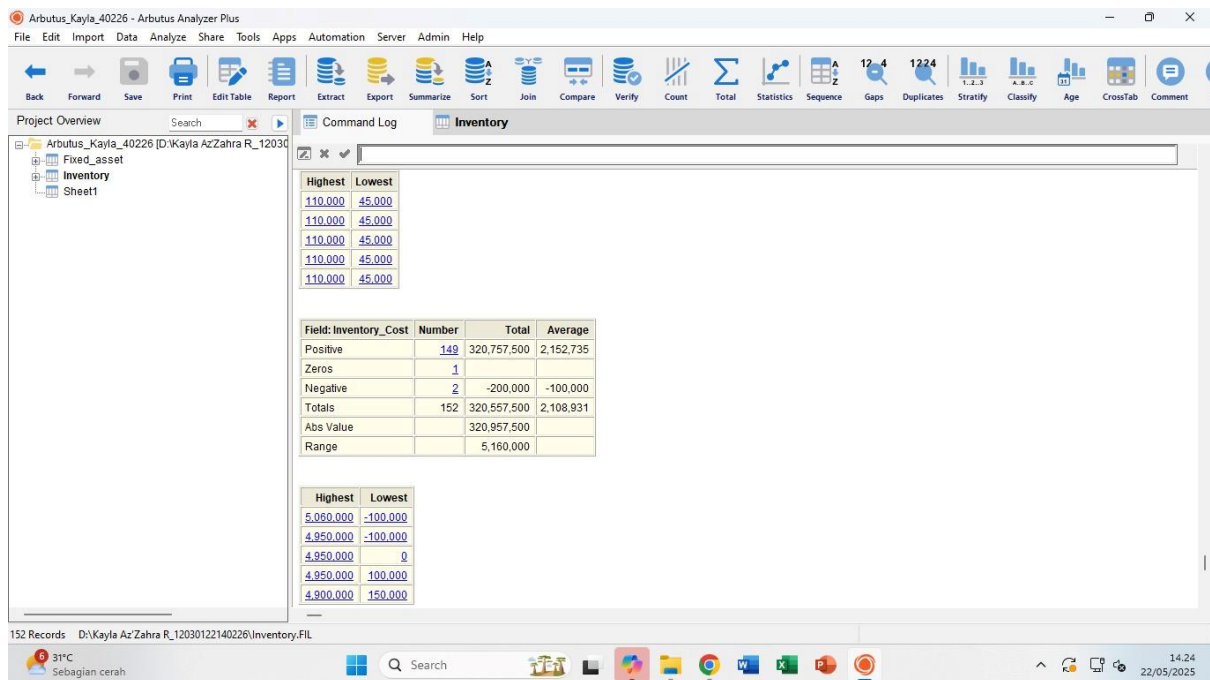 Arbutus_Kayla_40226 - Arbutus Analyzer Plus
File Edit Import Data Analyze Share Tools Apps Automation Server Admin Help
A Z 12 4 1224 1..2..3 A..B..C 31
Back Forward Save Print Edit Table Report Extract Export Summarize Sort Join Compare Verify Count Total Statistics Sequence Gaps Duplicates Stratify Classify Age CrossTab Comment
Project Overview Search Command Log Inventory
Arbutus_Kayla_40226 [D:\Kayla Az'Zahra R_12030
Fixed_asset
Inventory
Sheet1
Highest Lowest
110,000 45,000
110,000 45,000
110,000 45,000
110,000 45,000
110,000 45,000
Field: Inventory_Cost Number Total Average
Positive 149 320,757,500 2,152,735
Zeros 1
Negative 2 -200,000 -100,000
Totals 152 320,557,500 2,108,931
Abs Value 320,957,500
Range 5,160,000
Highest Lowest
5,060,000 -100,000
4,950,000 -100,000
4,950,000 0
4,950,000 100,000
4,900,000 150,000
152 Records D:\Kayla Az'Zahra R_12030122140226\Inventory.FIL
6 31°C
Sebagian cerah
Search
14.24
22/05/2025